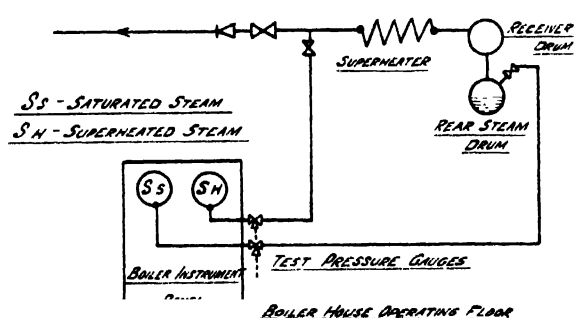 RECEIVER
DRUM
SUPERHEATER
SS - SATURATED STEAM
SH - SUPERHEATED STEAM
REAR STEAM
DRUM
SS
SH
TEST PRESSURE GAUGES
BOILER INSTRUMENT
BOILER HOUSE OPERATING FLOOR